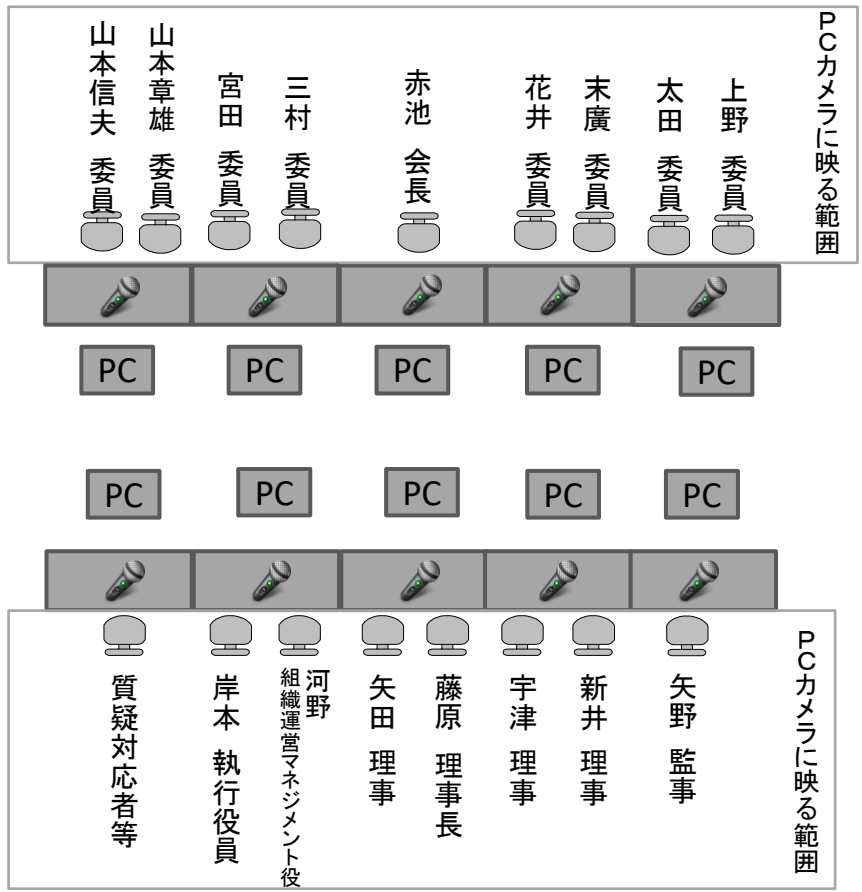 山本信夫 委員
山本章雄 委員
宮田 委員
三村 委員
赤池 会長
花井 委員
末廣 委員
太田 委員
上野 委員
PCカメラに映る範囲
PC
PC
PC
PC
PC
PC
PC
PC
PC
PC
質疑対応者等
岸本 執行役員
河野
組織運営マネジメント役
矢田 理事
藤原 理事長
宇津 理事
新井 理事
矢野 監事
PCカメラに映る範囲